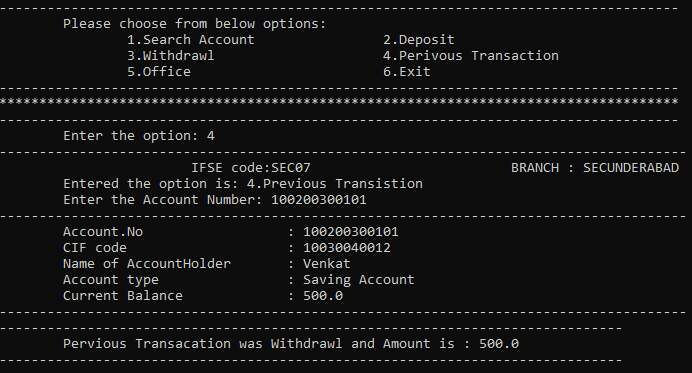 Please choose from below options:
1.Search Account 2.Deposit
3.Withdrawl 4.Perivous Transaction
5.Office 6.Exit
Enter the option: 4
IFSE code:SEC07 BRANCH : SECUNDERABAD
Entered the option is: 4.Previous Transistion
Enter the Account Number: 100200300101
Account.No : 100200300101
CIF code : 10030040012
Name of AccountHolder : Venkat
Account type : Saving Account
Current Balance : 500.0
Pervious Transacation was Withdrawl and Amount is : 500.0